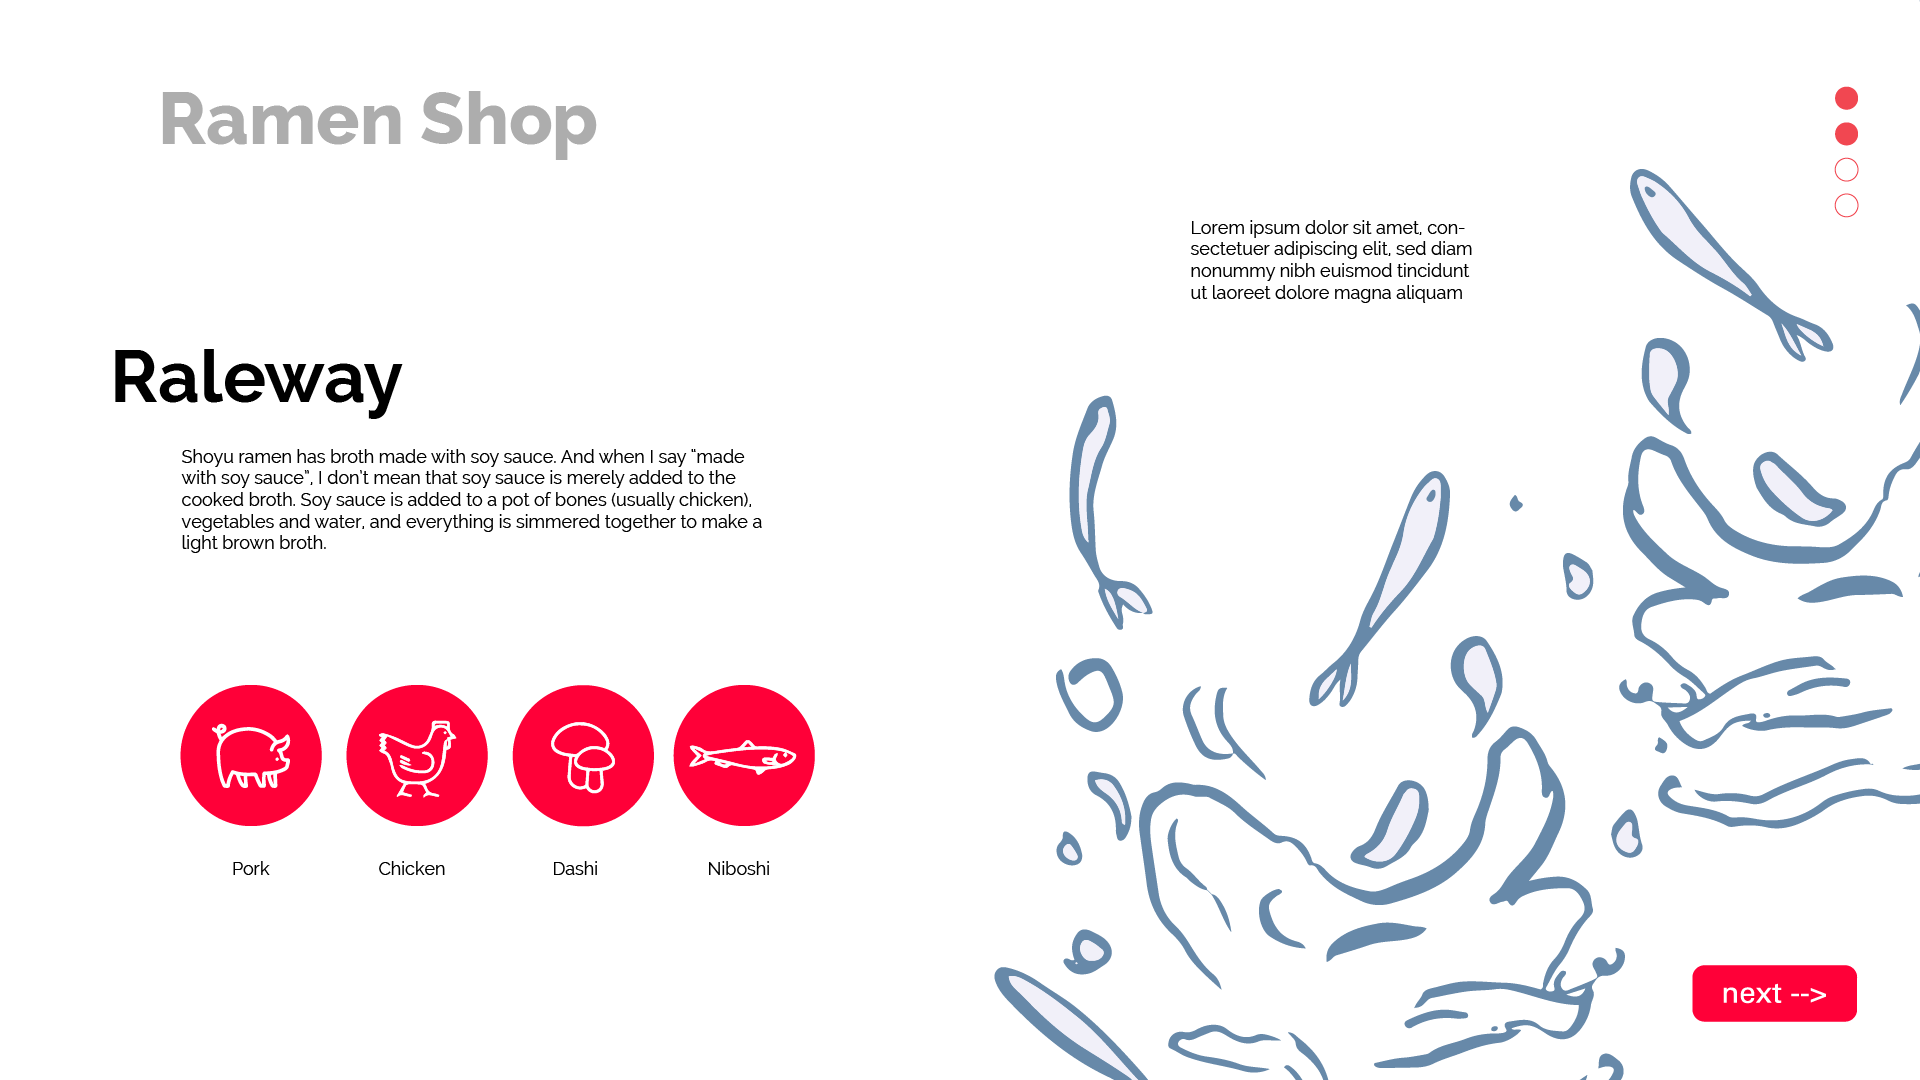 Ramen Shop
Lorem ipsum dolor sit amet, con-
sectetuer adipiscing elit, sed diam
nonummy nibh euismod tincidunt
ut laoreet dolore magna aliquam
Raleway
Shoyu ramen has broth made with soy sauce. And when I say “made
with soy sauce”, I don’t mean that soy sauce is merely added to the
cooked broth. Soy sauce is added to a pot of bones (usually chicken),
vegetables and water, and everything is simmered together to make a
light brown broth.
Pork
Chicken
Dashi
Niboshi
next -->